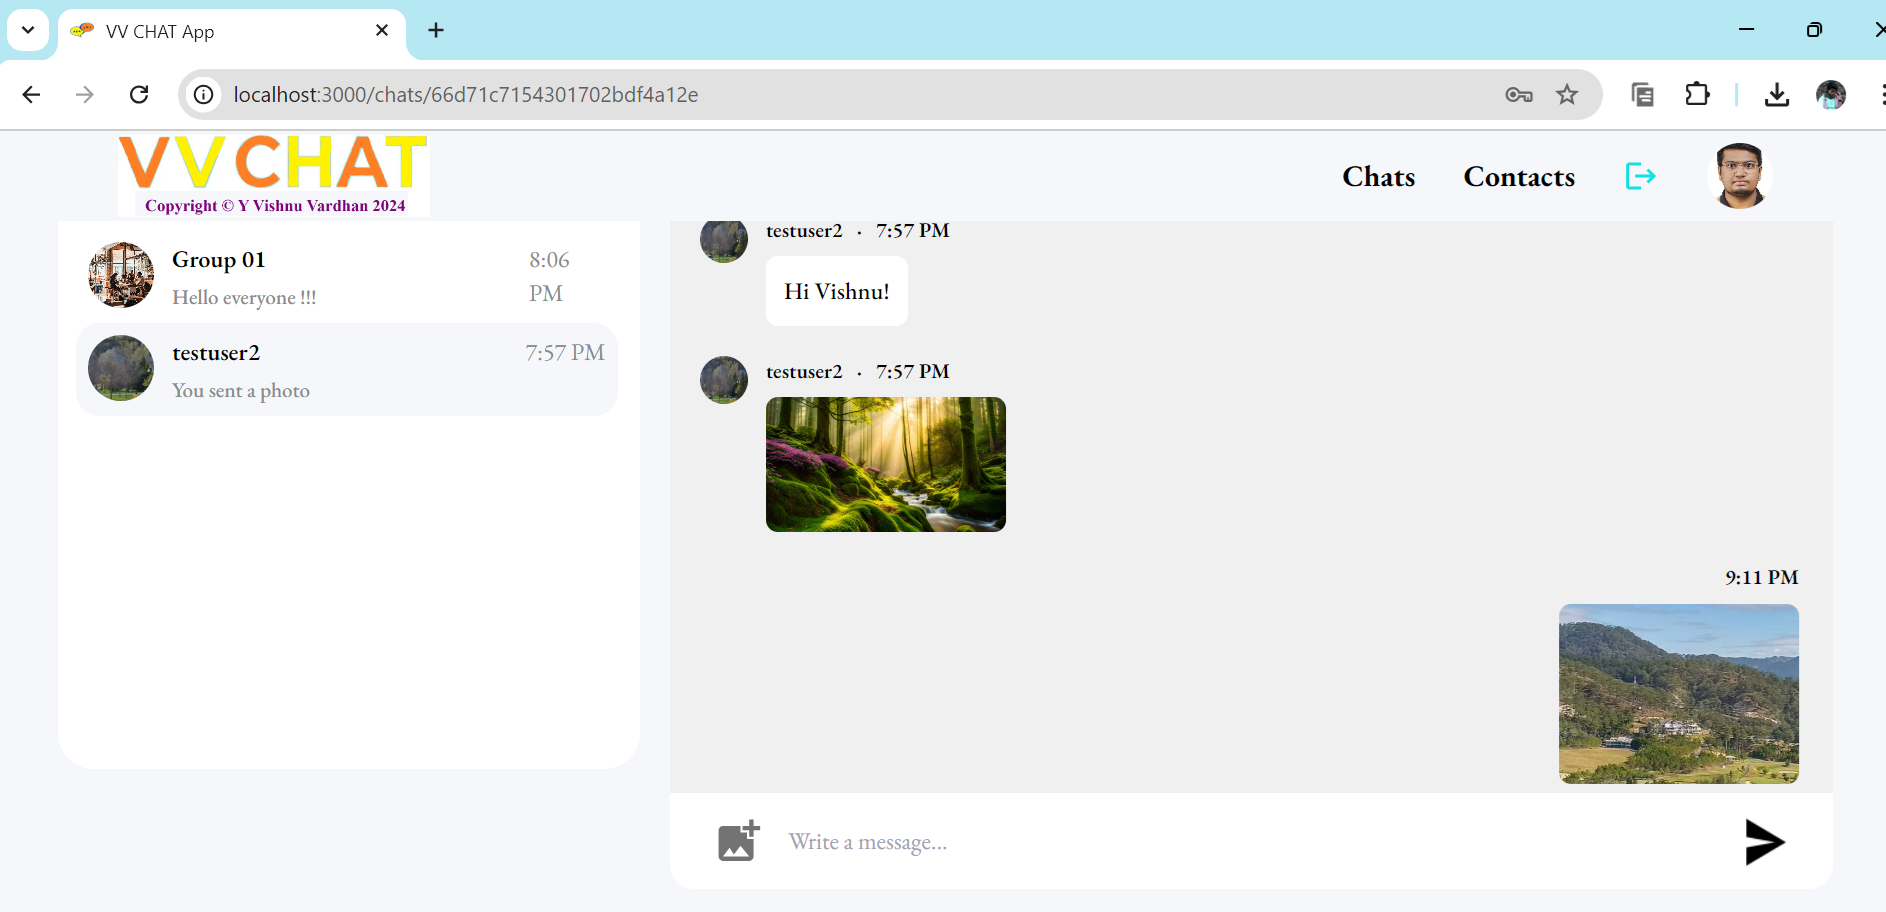 VV CHAT App
localhost:3000/chats/66d71c7154301702bdf4a12e
VVCHAT
Copyright © Y Vishnu Vardhan 2024
Chats
Contacts
Group 01
8:06
PM
Hello everyone !!!
testuser2
7:57 PM
You sent a photo
testuser2 · 7:57 PM
Hi Vishnu!
testuser2 · 7:57 PM
9:11 PM
Write a message...